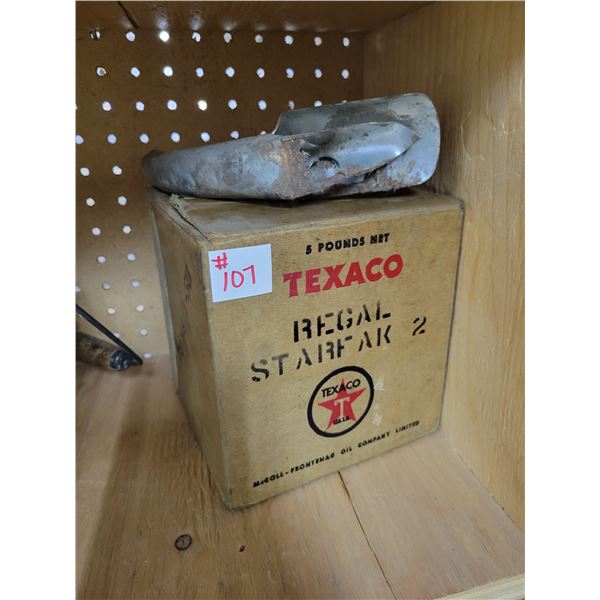 5 POUNDS NET
# 107
TEXACO
REGAL
STARFAK 2
TEXACO
T
McCOLL-FRONTENAC OIL COMPANY LIMITED